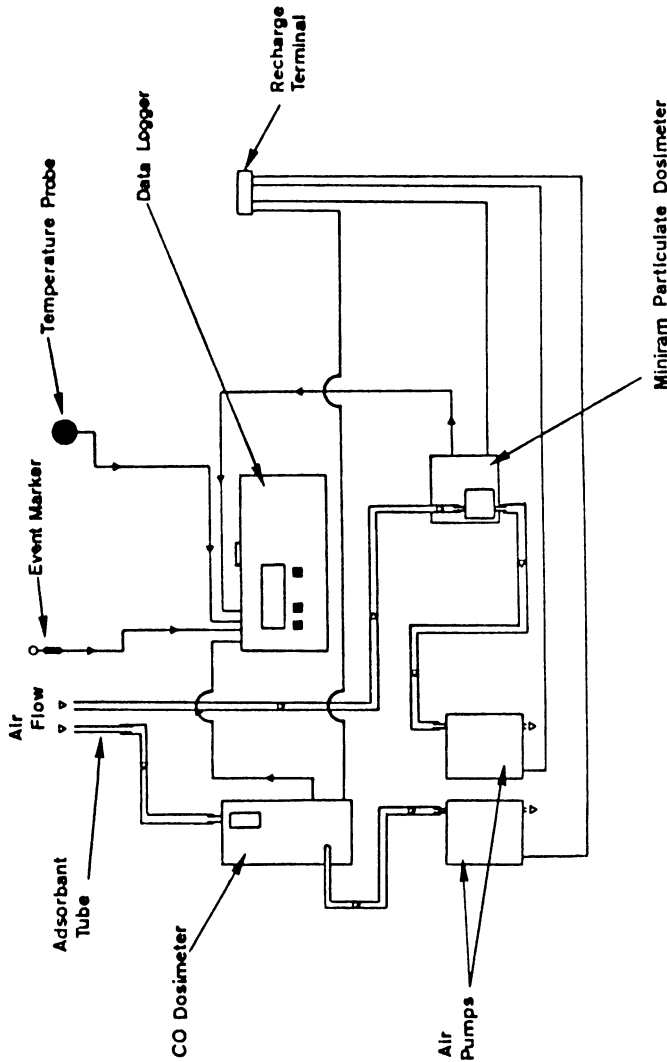 Temperature Probe
Event Marker
Air
Flow
Adsorbant
Tube
Data Logger
Recharge
Terminal
CO Dosimeter
Air
Pumps
Miniram Particulate Dosimeter